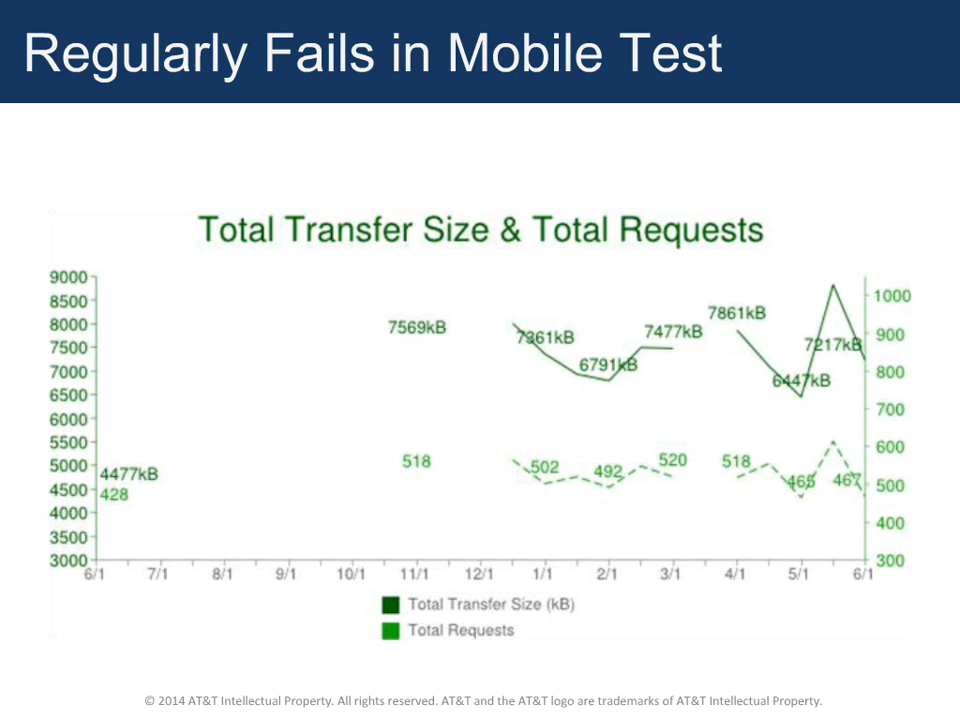 Regularly Fails in Mobile Test
Total Transfer Size & Total Requests
9000
8500
8000
7500
7000
6500
6000
5500
5000
4500
4000
3500
3000
1000
900
800
700
600
500
400
300
7569kB
7361kB
6791kB
7477kB
7861kB
6447kB
7217kB
4477kB
428
518
502
492
520
518
465
467
6/1 7/1 8/1 9/1 10/1 11/1 12/1 1/1 2/1 3/1 4/1 5/1 6/1
Total Transfer Size (kB)
Total Requests
© 2014 AT&T Intellectual Property. All rights reserved. AT&T and the AT&T logo are trademarks of AT&T Intellectual Property.